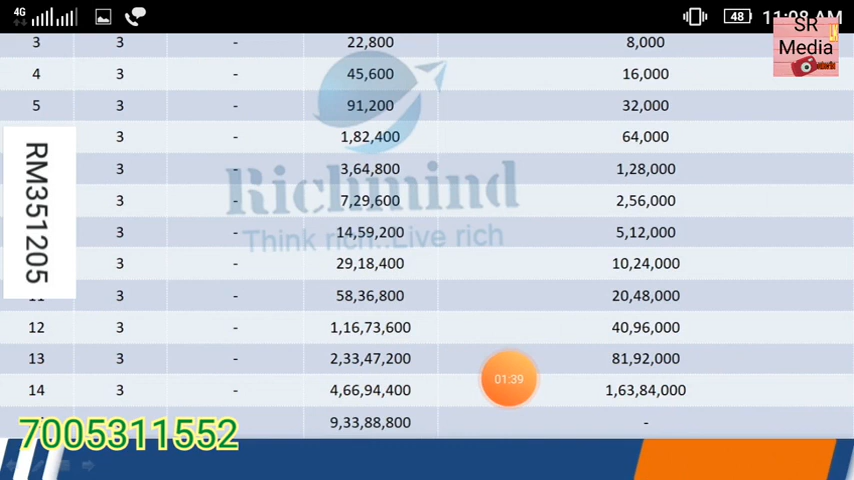 4G 48 11:08 AM
SR
Media
3 3 - 22,800 8,000
4 3 - 45,600 16,000
5 3 - 91,200 32,000
3 - 1,82,400 64,000
3 - 3,64,800 1,28,000
3 - 7,29,600 2,56,000
3 - 14,59,200 5,12,000
3 - 29,18,400 10,24,000
11 3 - 58,36,800 20,48,000
12 3 - 1,16,73,600 40,96,000
13 3 - 2,33,47,200 81,92,000
14 3 - 4,66,94,400 1,63,84,000
9,33,88,800 -
RM351205
Richmind
Think rich..Live rich
01:39
7005311552